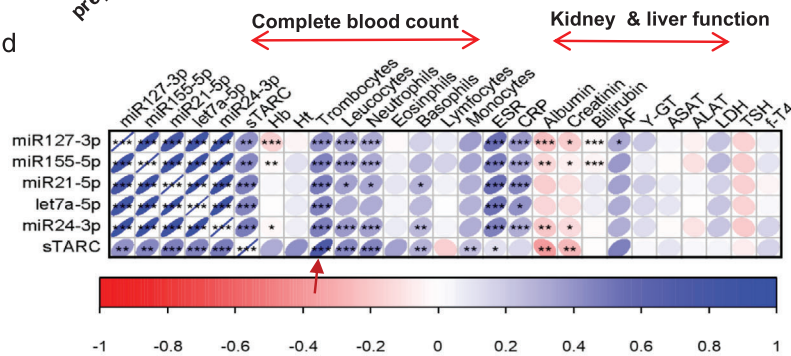 Complete blood count
Kidney & liver function
d
miR127-3p miR155-5p miR21-5p let7a-5p miR24-3p sTARC Hb Ht Trombocytes Leucocytes Neutrophils Eosinphils Basophils Lymfocytes Monocytes ESR CRP Albumin Creatinin Billirubin AF Y-GT ASAT ALAT LDH TSH f-T4
miR127-3p *** *** *** *** *** ** *** *** *** *** *** *** *** * *** *
miR155-5p *** *** *** *** *** ** ** *** *** *** *** *** ** * ***
miR21-5p *** *** *** *** *** *** *** * * * *** ***
let7a-5p *** *** *** *** *** *** *** *** *
miR24-3p *** *** *** *** *** *** * *** *** *** ** *** *** ** *
sTARC ** ** *** *** *** *** *** *** *** ** ** * ** **
-1 -0.8 -0.6 -0.4 -0.2 0 0.2 0.4 0.6 0.8 1